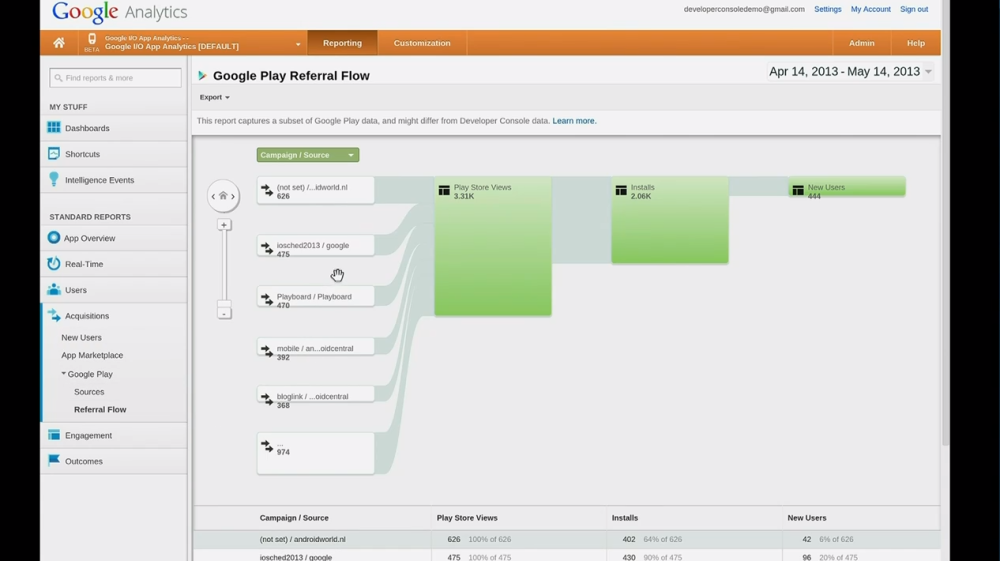 Google Analytics
developerconsoledemo@gmail.com Settings My Account Sign out
BETA
Google I/O App Analytics - -
Google I/O App Analytics [DEFAULT]
Reporting
Customization
Admin
Help
Find reports & more
MY STUFF
Dashboards
Shortcuts
Intelligence Events
STANDARD REPORTS
App Overview
Real-Time
Users
Acquisitions
New Users
App Marketplace
Google Play
Sources
Referral Flow
Engagement
Outcomes
Google Play Referral Flow
Apr 14, 2013 - May 14, 2013
Export
This report captures a subset of Google Play data, and might differ from Developer Console data. Learn more.
Campaign / Source
(not set) /...idworld.nl
626
iosched2013 / google
475
Playboard / Playboard
470
mobile / an...oidcentral
392
bloglink / ...oidcentral
368
...
974
+
-
Play Store Views
3.31K
Installs
2.06K
New Users
444
Campaign / Source Play Store Views Installs New Users
(not set) / androidworld.nl 626 100% of 626 402 64% of 626 42 6% of 626
iosched2013 / google 475 100% of 475 430 90% of 475 96 20% of 475